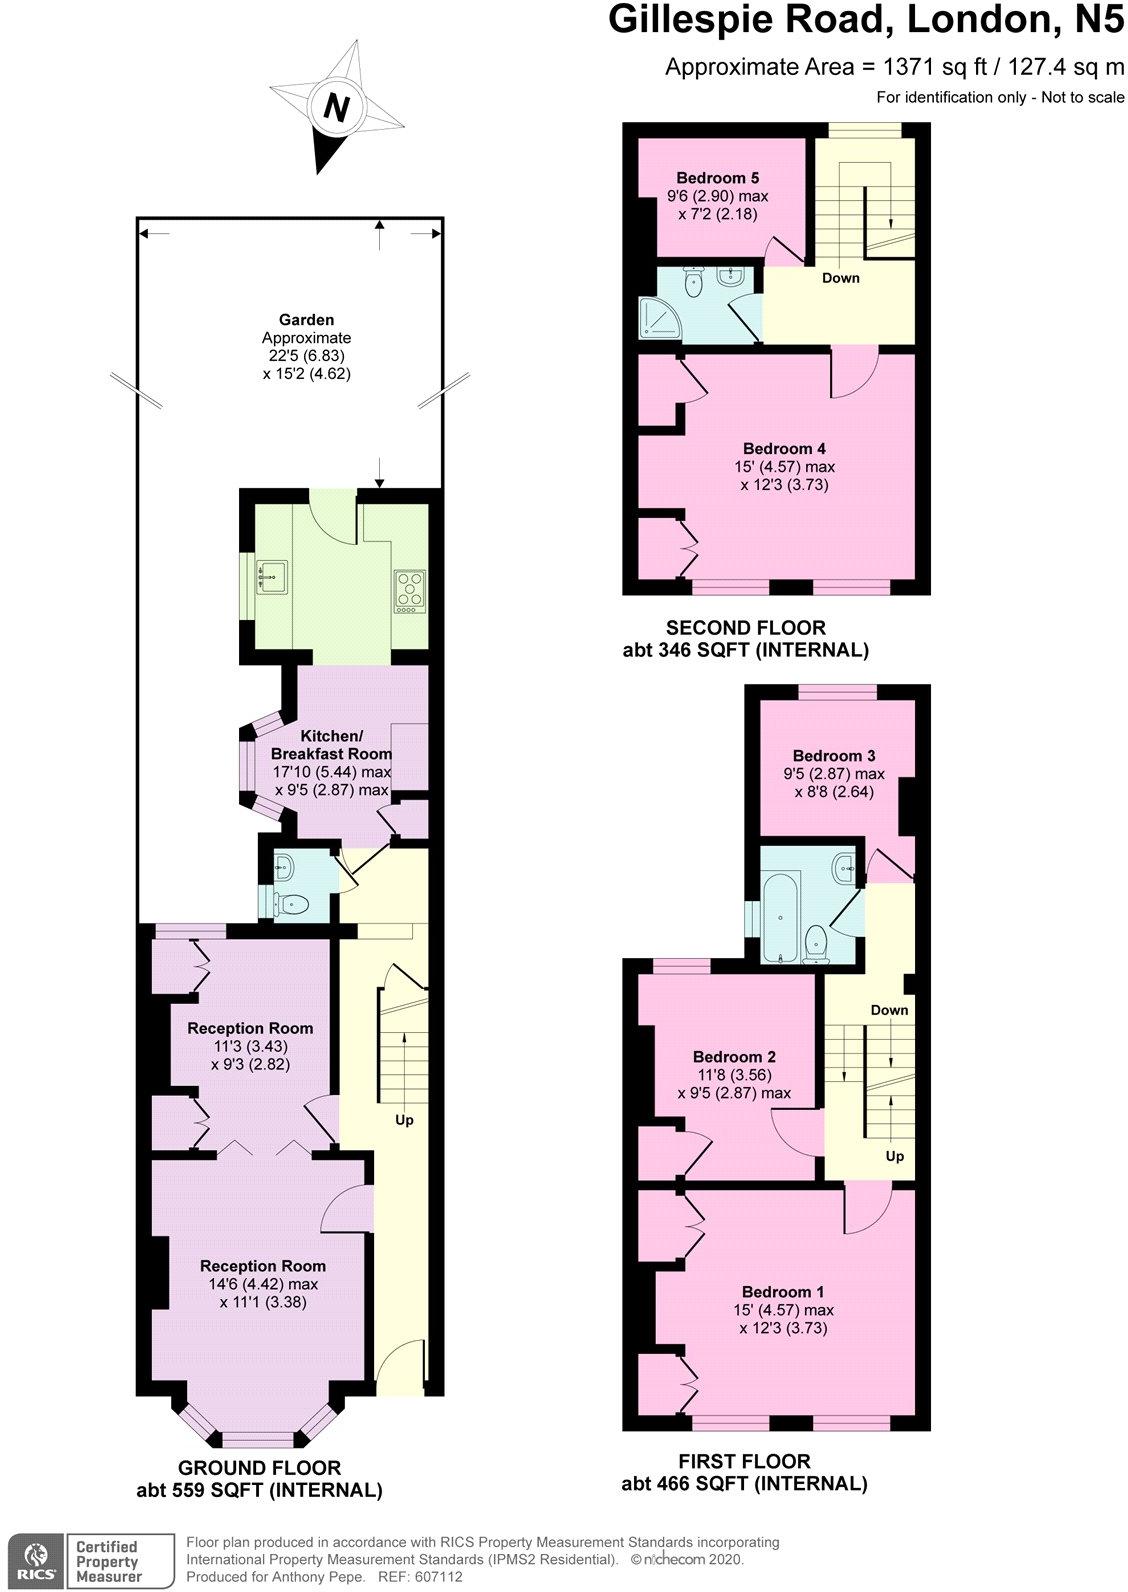 Gillespie Road, London, N5
Approximate Area = 1371 sq ft / 127.4 sq m
For identification only - Not to scale
N
Garden
Approximate
22'5 (6.83)
x 15'2 (4.62)
Kitchen/
Breakfast Room
17'10 (5.44) max
x 9'5 (2.87) max
Reception Room
11'3 (3.43)
x 9'3 (2.82)
Up
Reception Room
14'6 (4.42) max
x 11'1 (3.38)
GROUND FLOOR
abt 559 SQFT (INTERNAL)
Bedroom 5
9'6 (2.90) max
x 7'2 (2.18)
Down
Bedroom 4
15' (4.57) max
x 12'3 (3.73)
SECOND FLOOR
abt 346 SQFT (INTERNAL)
Bedroom 3
9'5 (2.87) max
x 8'8 (2.64)
Down
Bedroom 2
11'8 (3.56)
x 9'5 (2.87) max
Up
Bedroom 1
15' (4.57) max
x 12'3 (3.73)
FIRST FLOOR
abt 466 SQFT (INTERNAL)
RICS
Certified
Property
Measurer
Floor plan produced in accordance with RICS Property Measurement Standards incorporating
International Property Measurement Standards (IPMS2 Residential). © nichecom 2020.
Produced for Anthony Pepe. REF: 607112